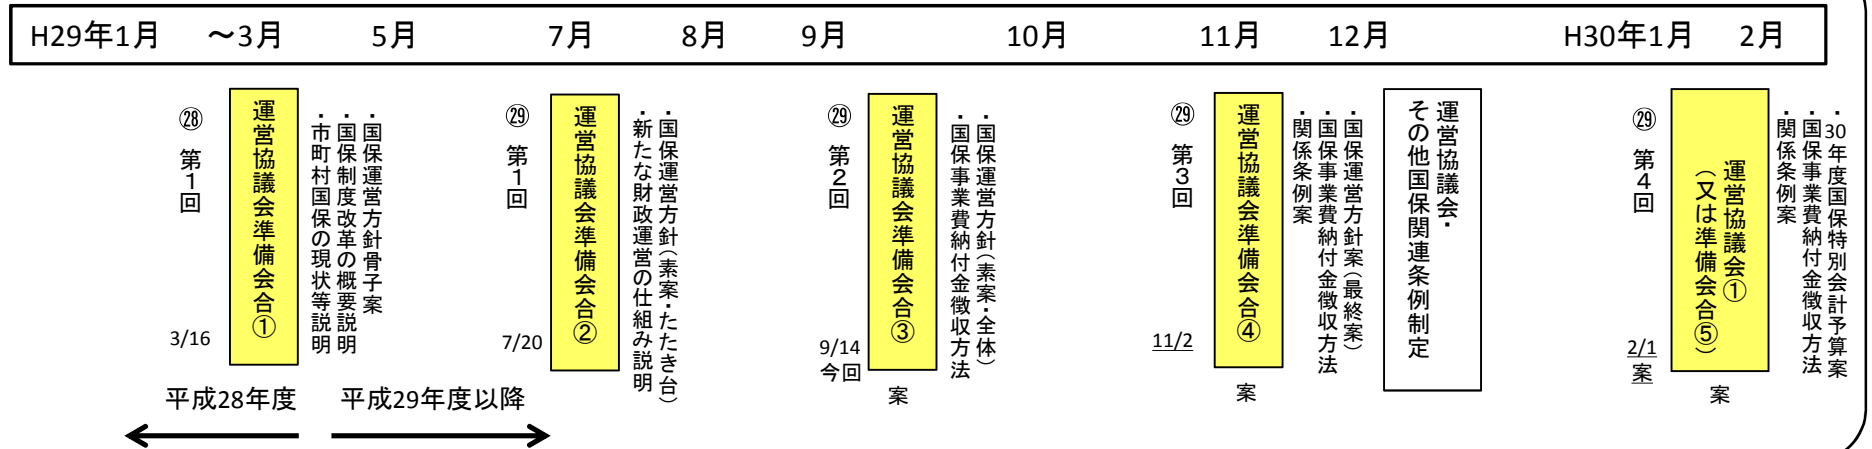 H29年1月 ～3月 5月 7月 8月 9月 10月 11月 12月 H30年1月 2月
㉘ 第1回
3/16
運営協議会準備会合①
・国保運営方針骨子案
・国保制度改革の概要説明
・市町村国保の現状等説明
㉙ 第1回
7/20
運営協議会準備会合②
・国保運営方針（素案・たたき台）
・新たな財政運営の仕組み説明
㉙ 第2回
9/14
今回
運営協議会準備会合③
案
・国保運営方針（素案・全体）
・国保事業費納付金徴収方法
㉙ 第3回
11/2
運営協議会準備会合④
案
・国保運営方針案（最終案）
・国保事業費納付金徴収方法
・関係条例案
運営協議会・
その他国保関連条例制定
㉙ 第4回
2/1
案
運営協議会①
（又は準備会合⑤）
案
・30年度国保特別会計予算案
・国保事業費納付金徴収方法
・関係条例案
平成28年度 平成29年度以降